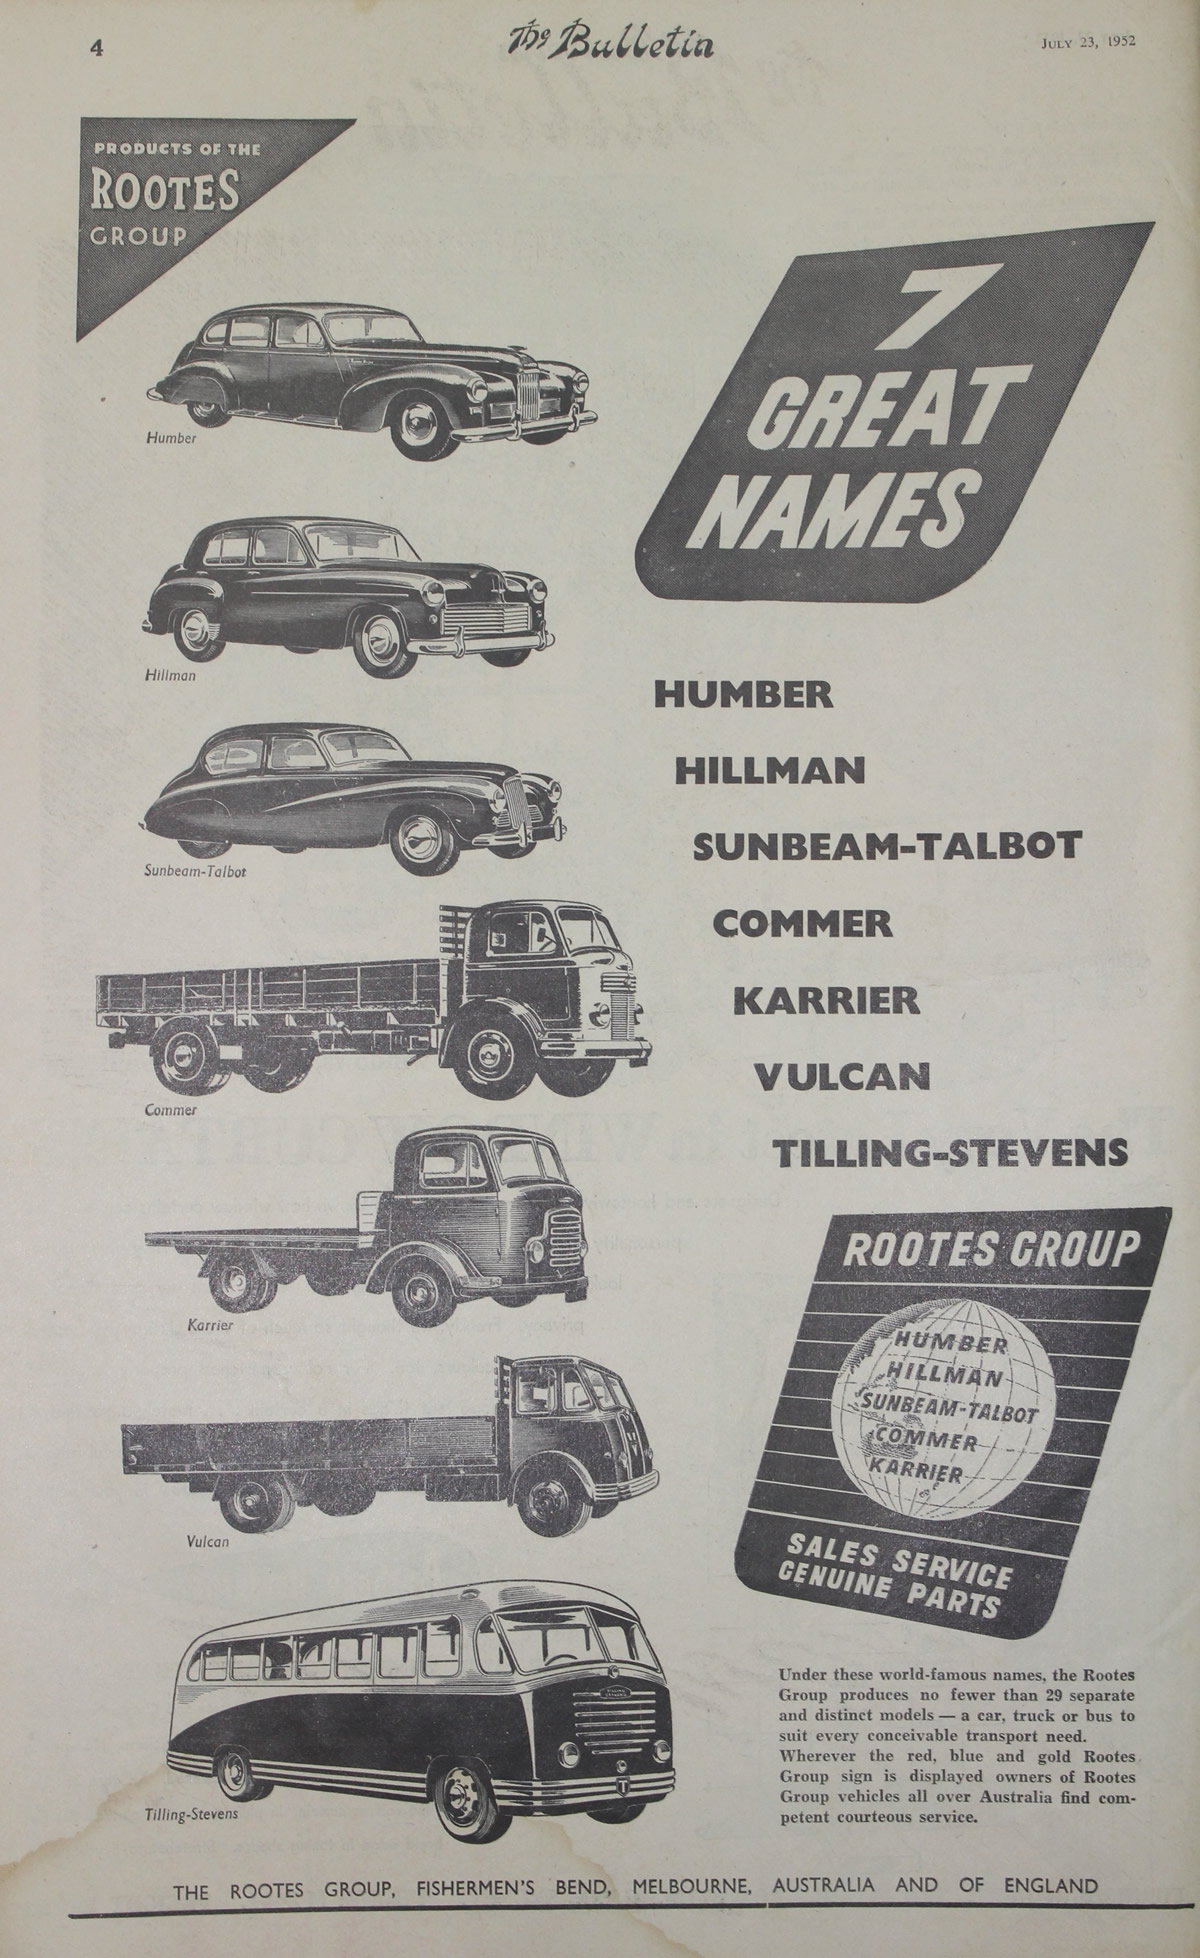 4
The Bulletin
July 23, 1952
PRODUCTS OF THE
ROOTES
GROUP
7
GREAT
NAMES
Humber
Hillman
Sunbeam-Talbot
Commer
Karrier
Vulcan
Tilling-Stevens
HUMBER
HILLMAN
SUNBEAM-TALBOT
COMMER
KARRIER
VULCAN
TILLING-STEVENS
ROOTES GROUP
HUMBER
HILLMAN
SUNBEAM-TALBOT
COMMER
KARRIER
SALES SERVICE
GENUINE PARTS
Under these world-famous names, the Rootes
Group produces no fewer than 29 separate
and distinct models — a car, truck or bus to
suit every conceivable transport need.
Wherever the red, blue and gold Rootes
Group sign is displayed owners of Rootes
Group vehicles all over Australia find com-
petent courteous service.
THE ROOTES GROUP, FISHERMEN'S BEND, MELBOURNE, AUSTRALIA AND OF ENGLAND